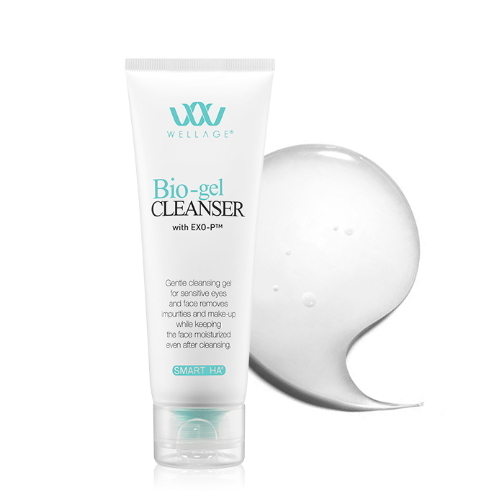 WELLAGE®
Bio-gel
CLEANSER
with EXO-P™
Gentle cleansing gel
for sensitive eyes
and face removes
impurities and make-up
while keeping
the face moisturized
even after cleansing.
SMART HA®